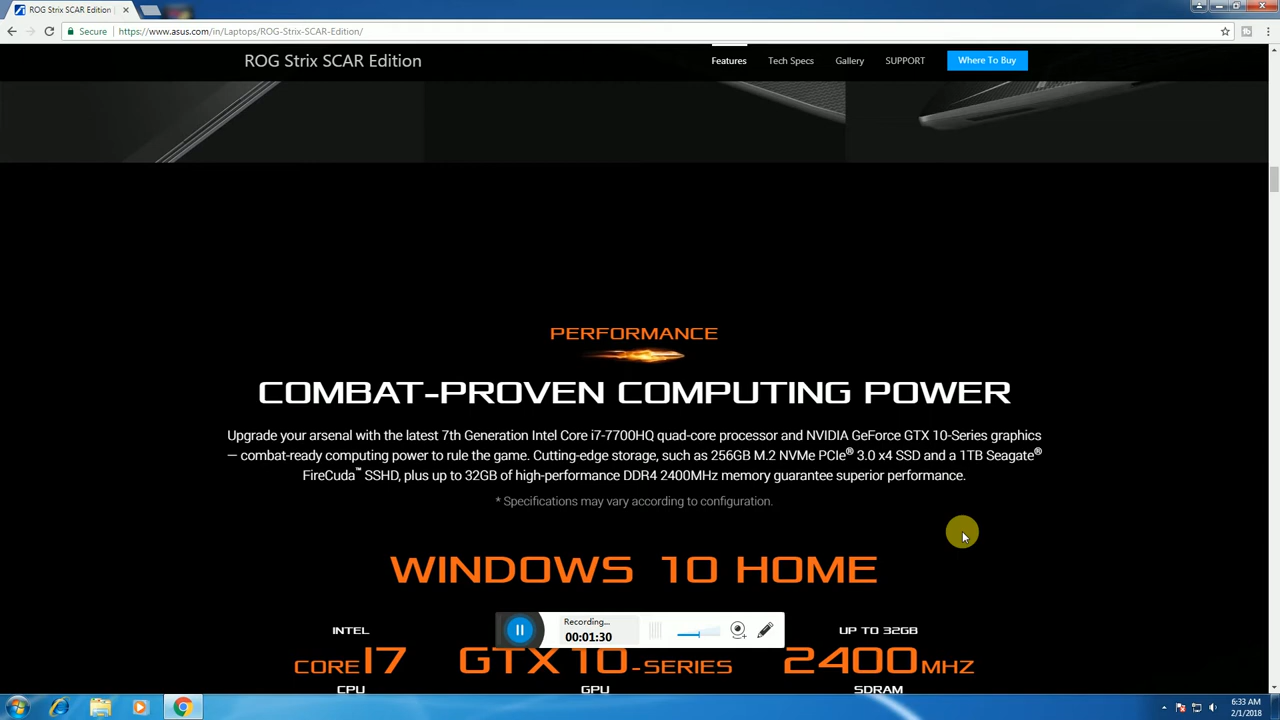 ROG Strix SCAR Edition |
Secure https://www.asus.com/in/Laptops/ROG-Strix-SCAR-Edition/
ROG Strix SCAR Edition
Features Tech Specs Gallery SUPPORT Where To Buy
PERFORMANCE
COMBAT-PROVEN COMPUTING POWER
Upgrade your arsenal with the latest 7th Generation Intel Core i7-7700HQ quad-core processor and NVIDIA GeForce GTX 10-Series graphics
— combat-ready computing power to rule the game. Cutting-edge storage, such as 256GB M.2 NVMe PCIe® 3.0 x4 SSD and a 1TB Seagate®
FireCuda™ SSHD, plus up to 32GB of high-performance DDR4 2400MHz memory guarantee superior performance.
* Specifications may vary according to configuration.
WINDOWS 10 HOME
INTEL UP TO 32GB
CORE I7 GTX 10-SERIES 2400MHZ
CPU GPU SDRAM
Recording...
00:01:30
6:33 AM
2/1/2018